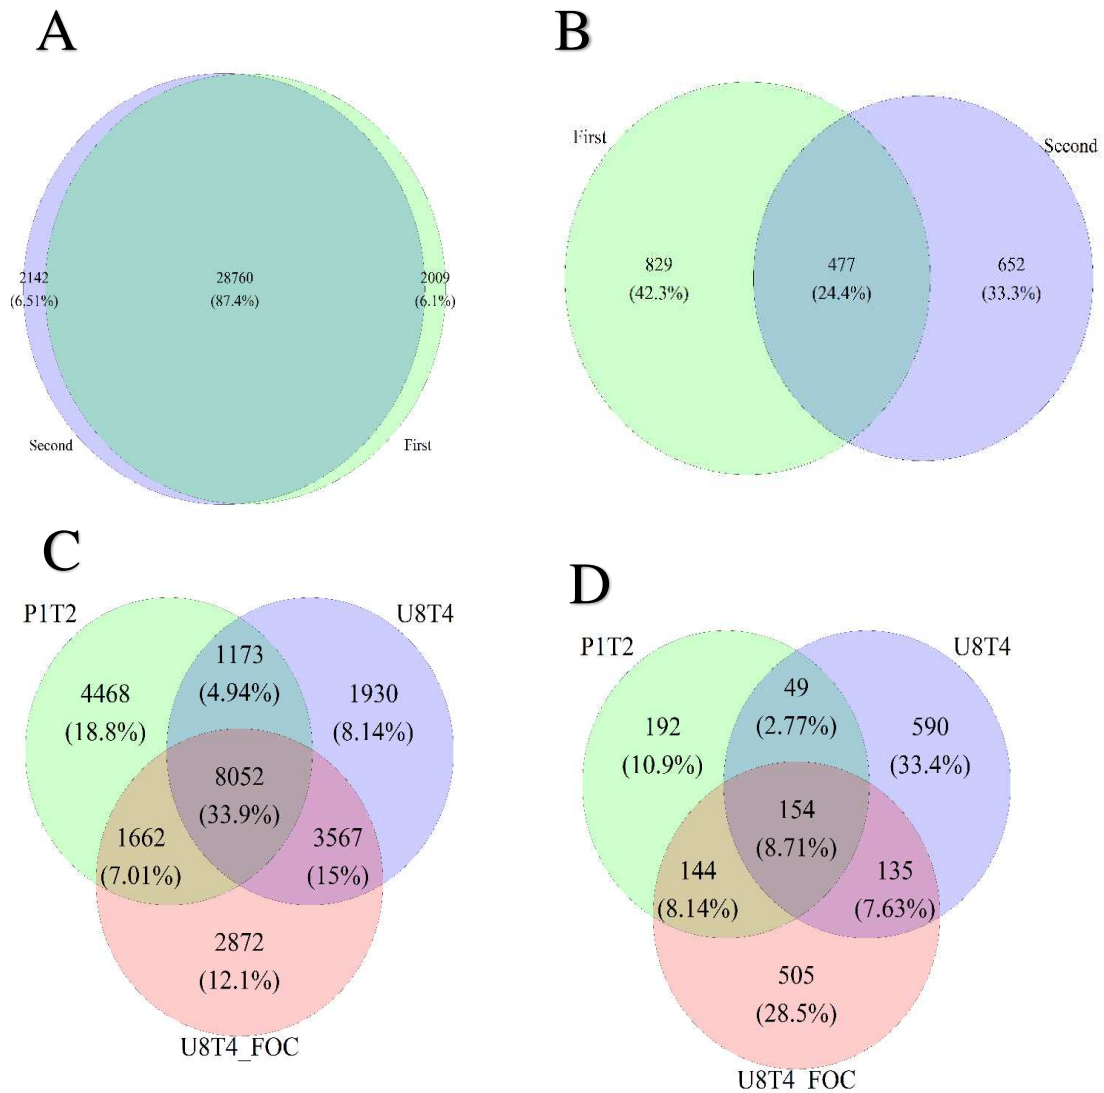 A
2142
(6.51%)
28760
(87.4%)
2009
(6.1%)
Second
First
B
First
Second
829
(42.3%)
477
(24.4%)
652
(33.3%)
C
P1T2
U8T4
1173
(4.94%)
4468
(18.8%)
1930
(8.14%)
8052
(33.9%)
1662
(7.01%)
3567
(15%)
2872
(12.1%)
U8T4_FOC
D
P1T2
U8T4
49
(2.77%)
192
(10.9%)
590
(33.4%)
154
(8.71%)
144
(8.14%)
135
(7.63%)
505
(28.5%)
U8T4_FOC